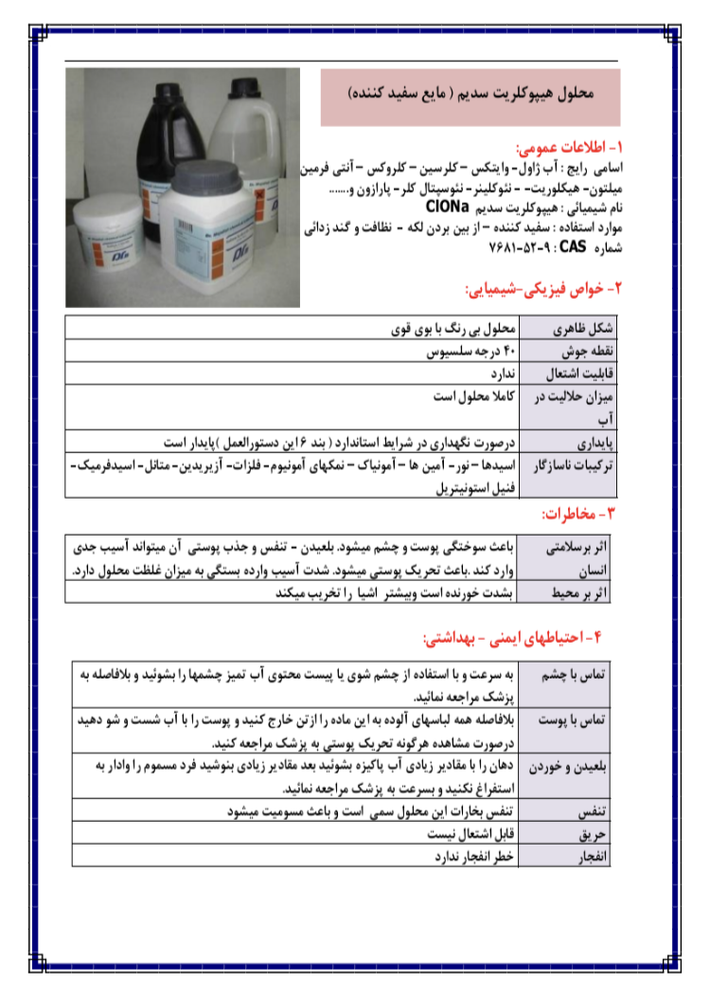 محلول هیپوکلریت سدیم ( مایع سفید کننده)
۱- اطلاعات عمومی:
اسامی رایج : آب ژاول- وایتکس – کلرسین – کلروکس – آنتی فرمین
میلتون- هیکلوریت- - نئوکلینر- نئوسپتال کلر- پارازون و.......
نام شیمیائی : هیپوکلریت سدیم ClONa
موارد استفاده : سفید کننده – از بین بردن لکه - نظافت و گند زدائی
شماره CAS : ۷۶۸۱-۵۲-۹
۲- خواص فیزیکی-شیمیایی:
شکل ظاهری محلول بی رنگ با بوی قوی
نقطه جوش ۴۰ درجه سلسیوس
قابلیت اشتعال ندارد
میزان حلالیت در کاملا محلول است
آب
پایداری درصورت نگهداری در شرایط استاندارد ( بند ۶ این دستورالعمل )پایدار است
ترکیبات ناسازگار اسیدها – نور- آمین ها – آمونیاک – نمکهای آمونیوم- فلزات- آزیریدین- متانل- اسیدفرمیک-
فنیل استونیتریل
۳- مخاطرات:
اثر برسلامتی باعث سوختگی پوست و چشم میشود. بلعیدن - تنفس و جذب پوستی آن میتواند آسیب جدی
انسان وارد کند .باعث تحریک پوستی میشود. شدت آسیب وارده بستگی به میزان غلظت محلول دارد.
اثر بر محیط بشدت خورنده است وبیشتر اشیا را تخریب میکند
۴- احتیاطهای ایمنی - بهداشتی:
تماس با چشم به سرعت و با استفاده از چشم شوی یا پیست محتوی آب تمیز چشمها را بشوئید و بلافاصله به
پزشک مراجعه نمائید.
تماس با پوست بلافاصله همه لباسهای آلوده به این ماده را ازتن خارج کنید و پوست را با آب شست و شو دهید
درصورت مشاهده هرگونه تحریک پوستی به پزشک مراجعه کنید.
بلعیدن و خوردن دهان را با مقادیر زیادی آب پاکیزه بشوئید بعد مقادیر زیادی بنوشید فرد مسموم را وادار به
استفراغ نکنید و بسرعت به پزشک مراجعه نمائید.
تنفس تنفس بخارات این محلول سمی است و باعث مسمومیت میشود
حریق قابل اشتعال نیست
انفجار خطر انفجار ندارد